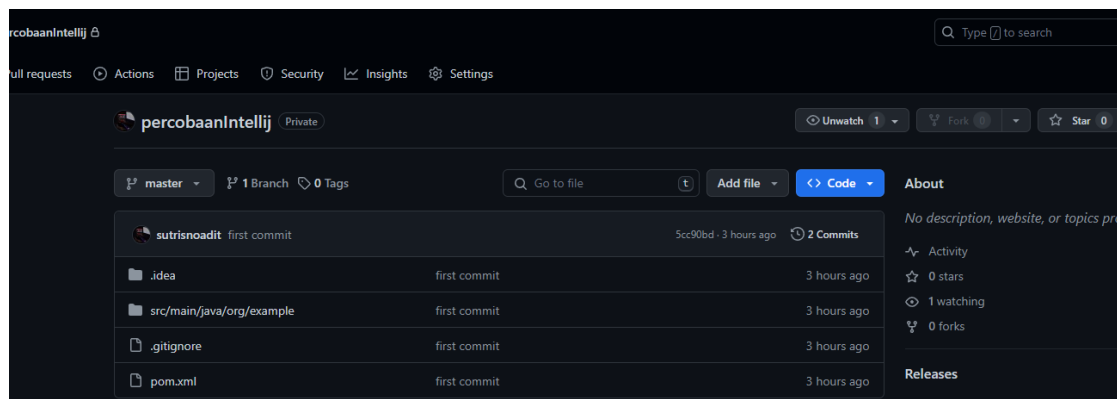 rcobaanIntellij
Type / to search
Pull requests Actions Projects Security Insights Settings
percobaanIntellij Private Unwatch 1 Fork 0 Star 0
master 1 Branch 0 Tags Go to file t Add file Code About
No description, website, or topics pr
sutrisnoadit first commit 5cc90bd · 3 hours ago 2 Commits
Activity
.idea first commit 3 hours ago
0 stars
1 watching
src/main/java/org/example first commit 3 hours ago
0 forks
.gitignore first commit 3 hours ago
Releases
pom.xml first commit 3 hours ago